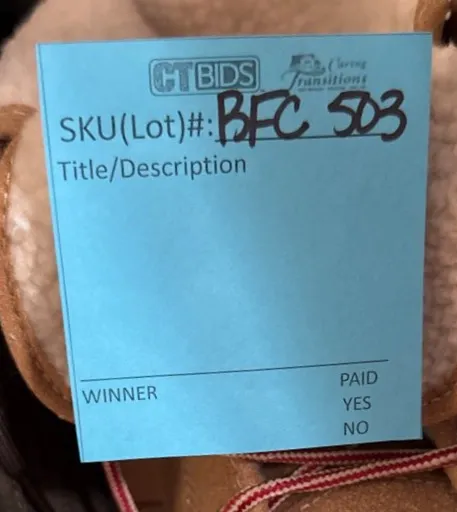 CTBIDS Caring Transitions
SKU(Lot)#: BFC 503
Title/Description
WINNER PAID
YES
NO